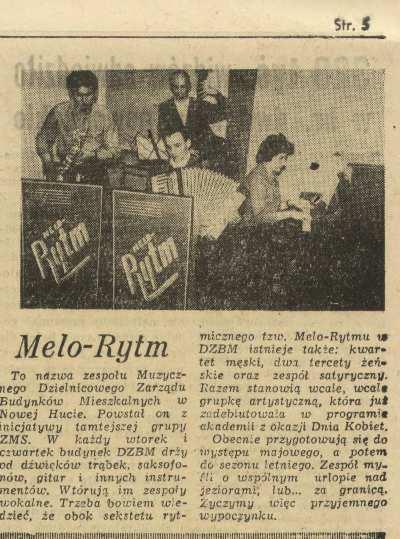 Str. 5
MELO-
Rytm
MELO-
Rytm
Melo-Rytm
To nazwa zespołu Muzycz-
nego Dzielnicowego Zarządu
Budynków Mieszkalnych w
Nowej Hucie. Powstał on z
inicjatywy tamtejszej grupy
ZMS. W każdy wtorek i
czwartek budynek DZBM drży
od dźwięków trąbek, saksofo-
nów, gitar i innych instru-
mentów. Wtórują im zespoły
wokalne. Trzeba bowiem wie-
dzieć, że obok sekstetu ryt-
micznego tzw. Melo-Rytmu w
DZBM istnieje także: kwar-
tet męski, dwa tercety żeń-
skie oraz zespół satyryczny.
Razem stanowią wcale, wcale
grupkę artystyczną, która już
zadebiutowała w programie
akademii z okazji Dnia Kobiet.
Obecnie przygotowują się do
występu majowego, a potem
do sezonu letniego. Zespół my-
śli o wspólnym urlopie nad
jeziorami, lub... za granicą.
Życzymy więc przyjemnego
wypoczynku.